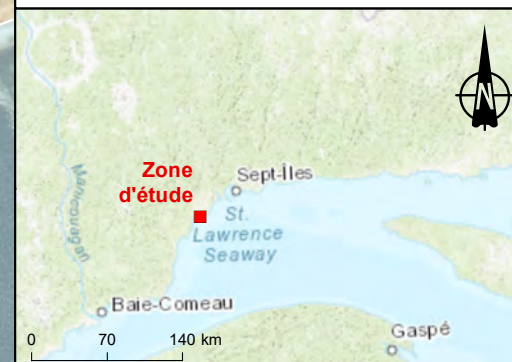 N
Zone
d'étude
Sept-Îles
St.
Lawrence
Seaway
Manicouagan
Baie-Comeau
Gaspé
0 70 140 km